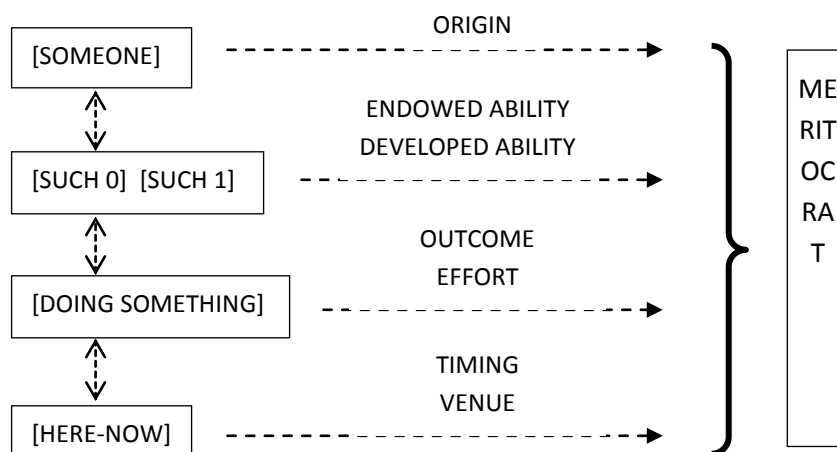 ORIGIN
[SOMEONE]
ENDOWED ABILITY
DEVELOPED ABILITY
[SUCH 0] [SUCH 1]
OUTCOME
EFFORT
[DOING SOMETHING]
TIMING
VENUE
[HERE-NOW]
ME
RIT
OC
RA
T